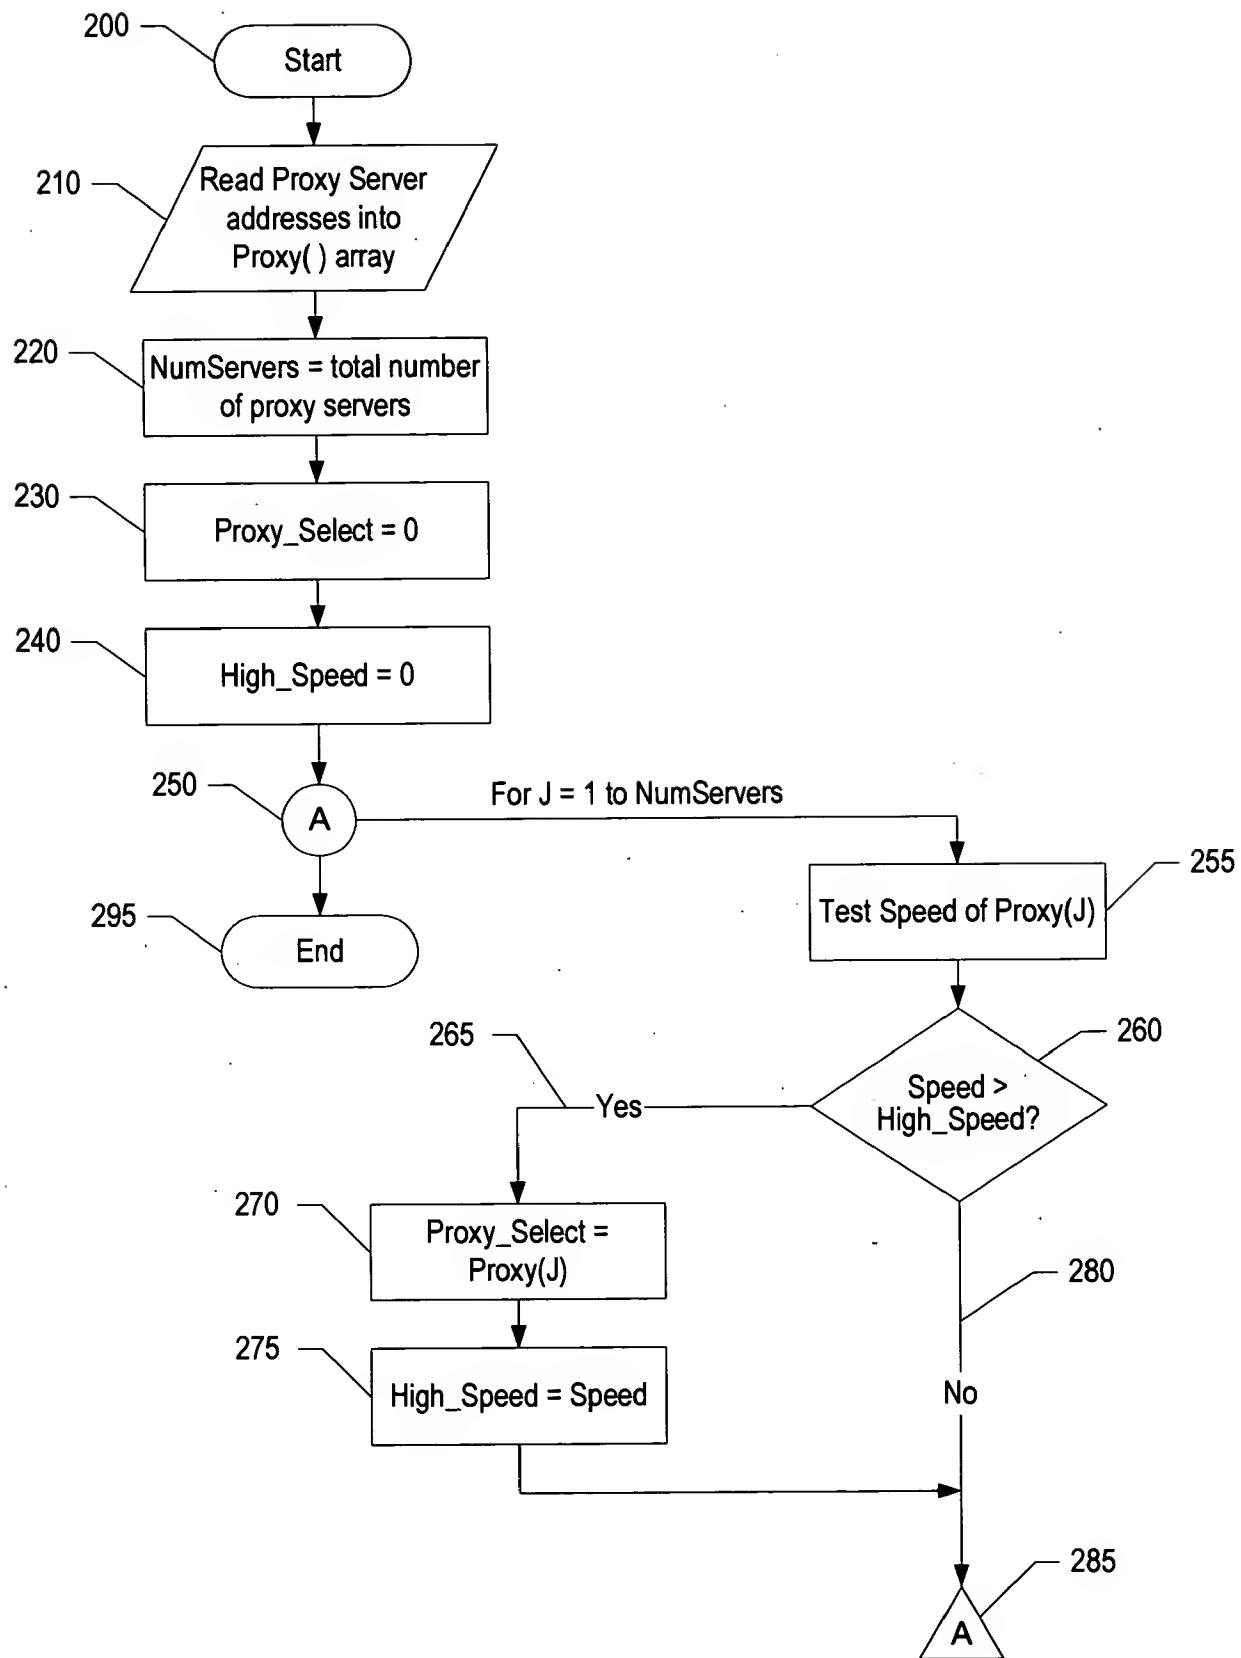 200
Start
210
Read Proxy Server
addresses into
Proxy( ) array
220
NumServers = total number
of proxy servers
230
Proxy_Select = 0
240
High_Speed = 0
250
A
For J = 1 to NumServers
255
Test Speed of Proxy(J)
295
End
260
Speed >
High_Speed?
265
Yes
270
Proxy_Select =
Proxy(J)
280
275
High_Speed = Speed
No
285
A